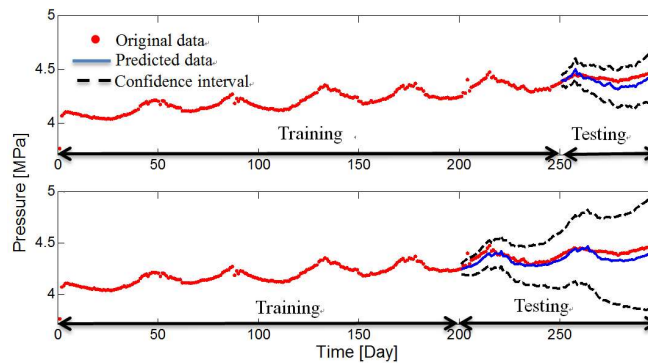 5
Original data
Predicted data
Confidence interval
4.5
4
Training
Testing
0 50 100 150 200 250
Pressure [MPa]
5
4.5
4
Training
Testing
0 50 100 150 200 250
Time [Day]